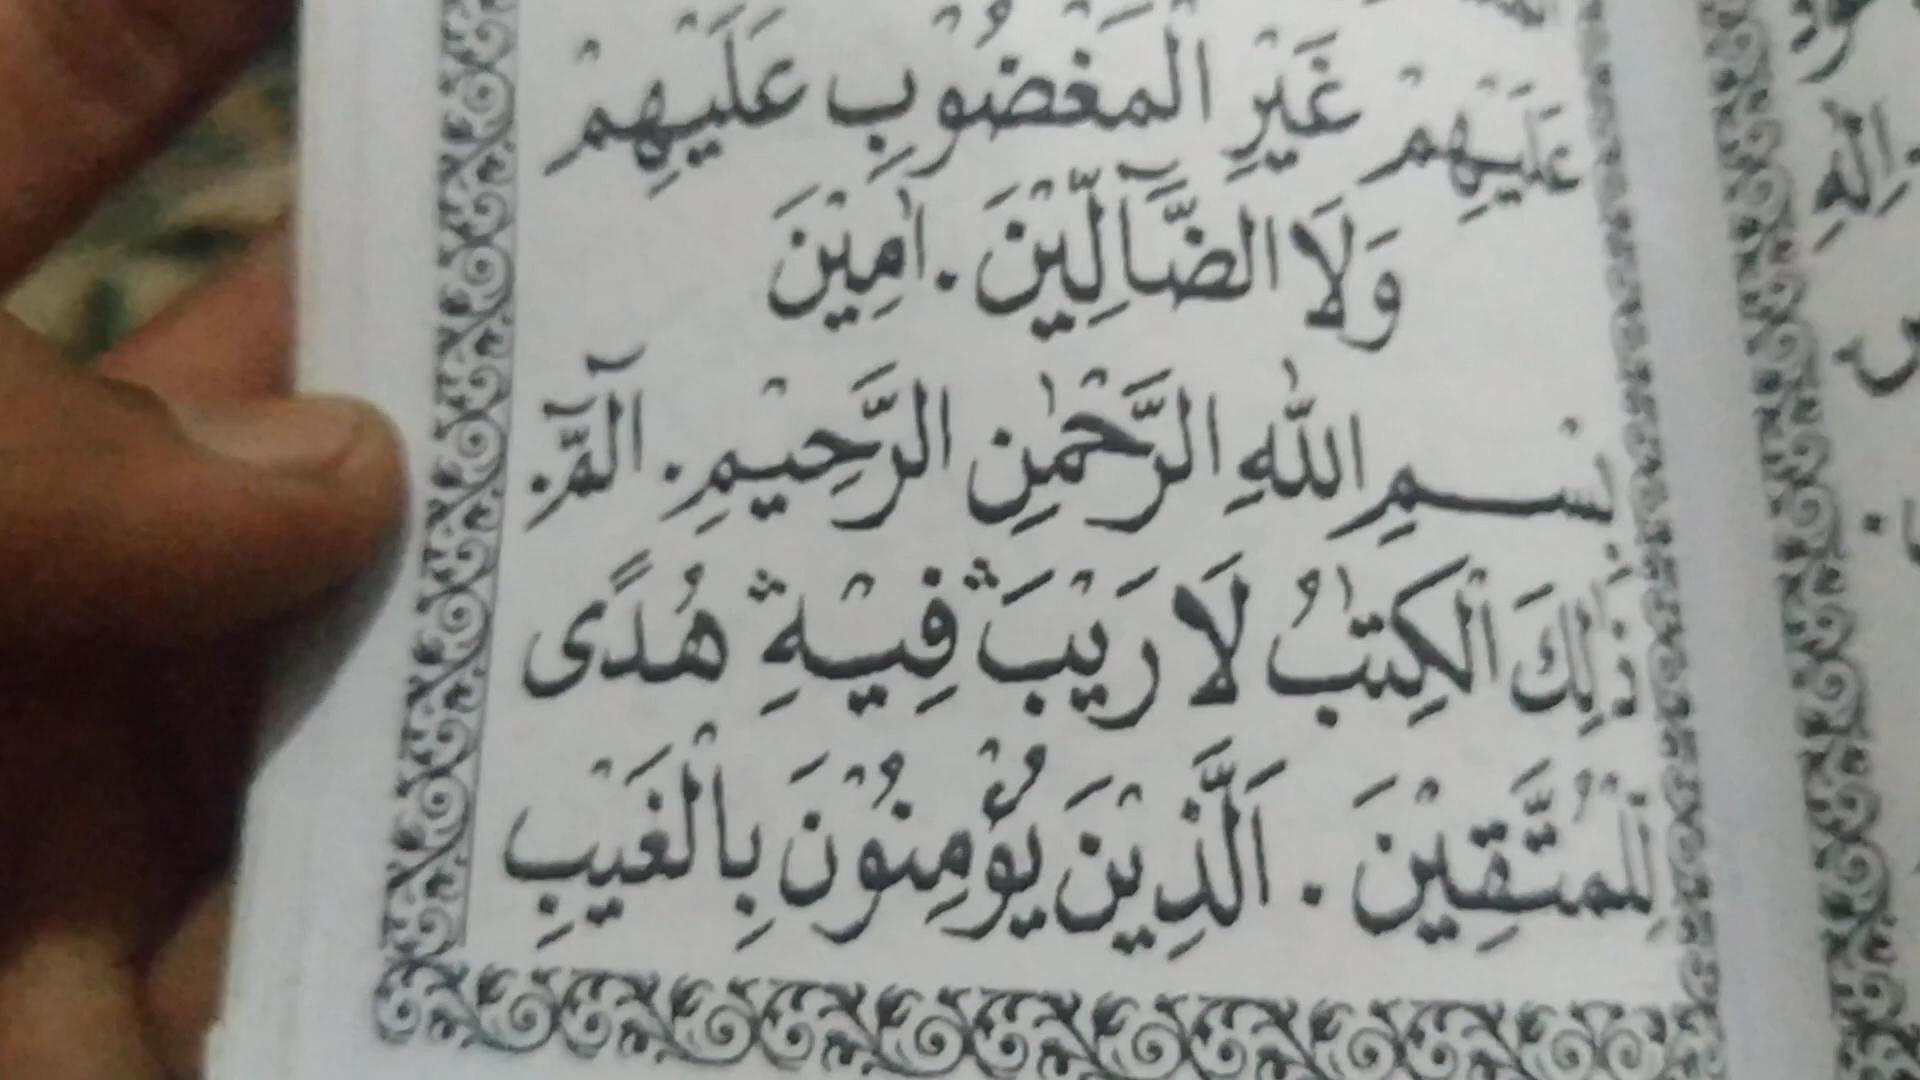 عَلَيْهِمْ غَيْرِ الْمَغْضُوْبِ عَلَيْهِمْ
وَلَا الضَّآلِّيْنَ . اٰمِيْنَ
بِسْمِ اللّٰهِ الرَّحْمٰنِ الرَّحِيْمِ . الٓمّٓ .
ذٰلِكَ الْكِتٰبُ لَا رَيْبَ ۛ فِيْهِ ۛ هُدًى
لِلْمُتَّقِيْنَ . اَلَّذِيْنَ يُؤْمِنُوْنَ بِالْغَيْبِ